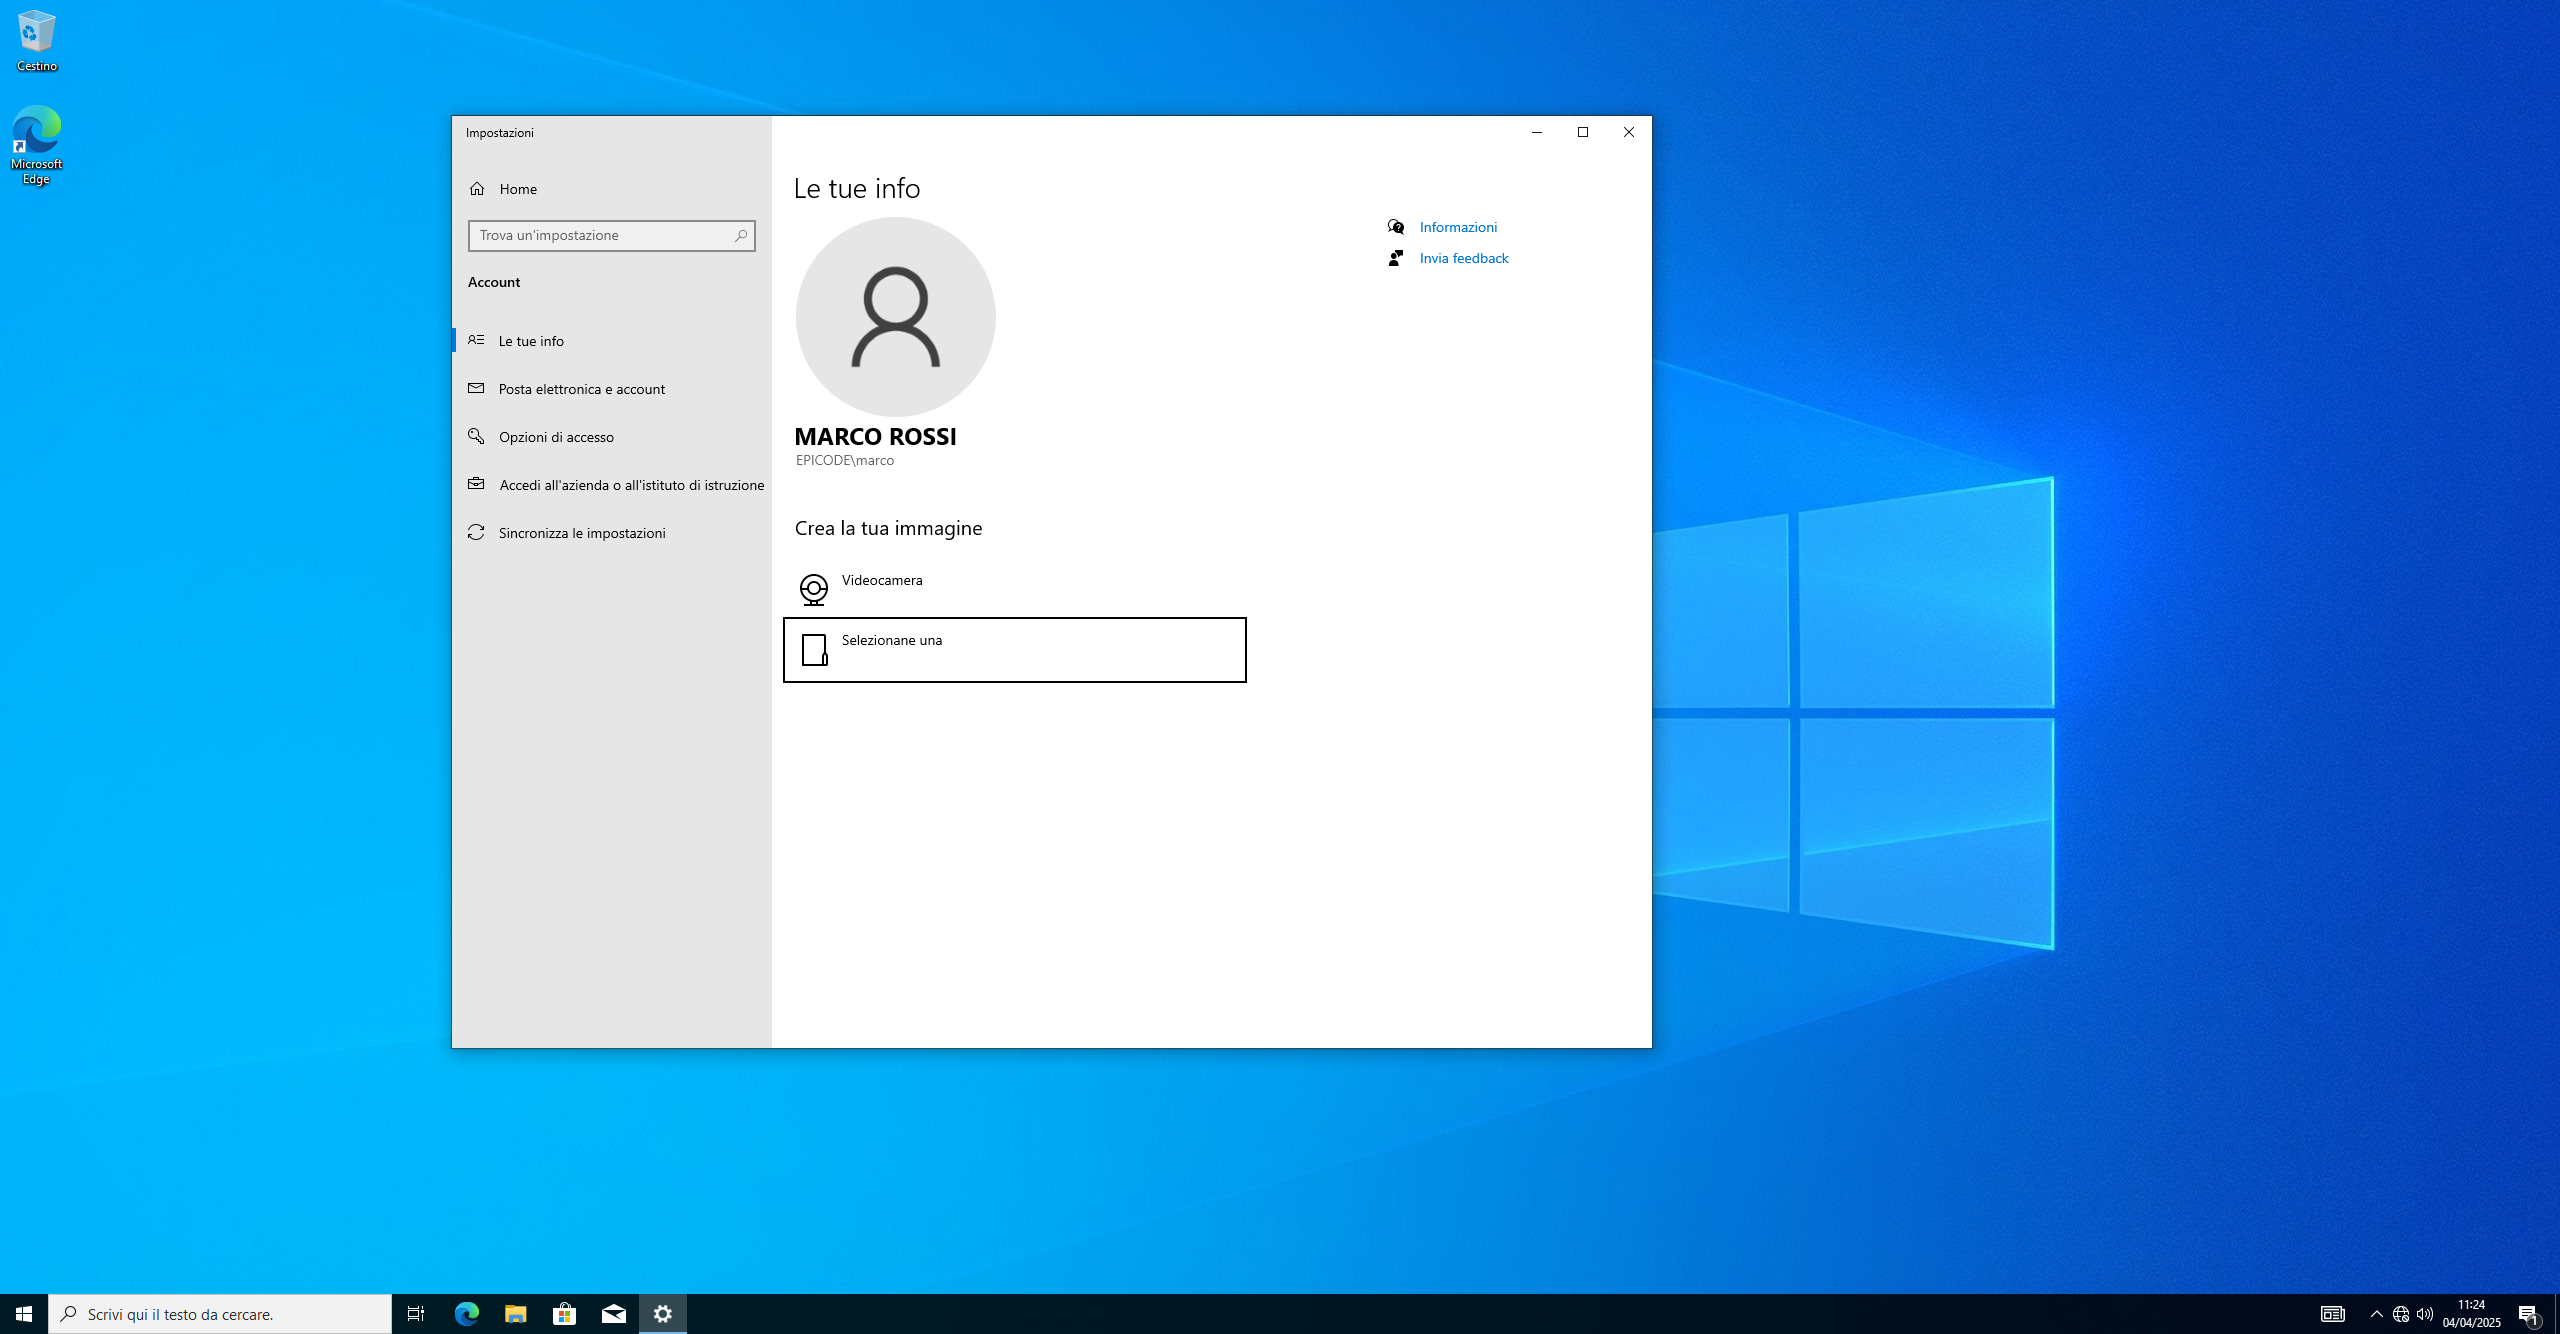 Cestino
Microsoft
Edge
Impostazioni
Home
Trova un'impostazione
Account
Le tue info
Posta elettronica e account
Opzioni di accesso
Accedi all'azienda o all'istituto di istruzione
Sincronizza le impostazioni
Le tue info
MARCO ROSSI
EPICODE\marco
Crea la tua immagine
Videocamera
Selezionane una
Informazioni
Invia feedback
Scrivi qui il testo da cercare.
11:24
04/04/2025
1